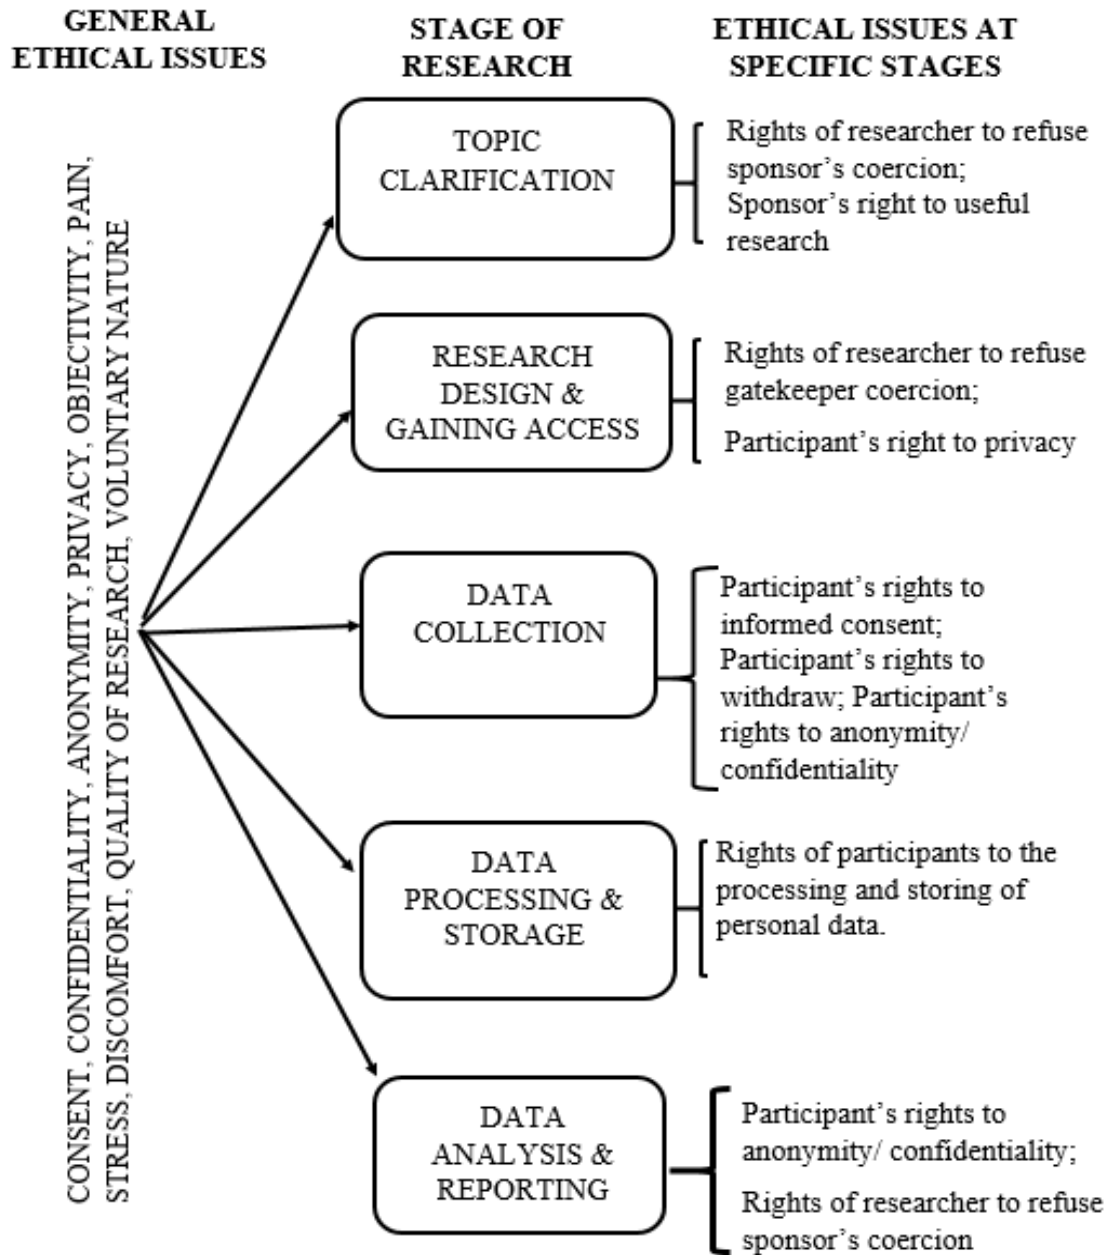 GENERAL
ETHICAL ISSUES
STAGE OF
RESEARCH
ETHICAL ISSUES AT
SPECIFIC STAGES
CONSENT, CONFIDENTIALITY, ANONYMITY, PRIVACY, OBJECTIVITY, PAIN,
STRESS, DISCOMFORT, QUALITY OF RESEARCH, VOLUNTARY NATURE
TOPIC
CLARIFICATION
Rights of researcher to refuse
sponsor’s coercion;
Sponsor’s right to useful
research
RESEARCH
DESIGN &
GAINING ACCESS
Rights of researcher to refuse
gatekeeper coercion;
Participant’s right to privacy
DATA
COLLECTION
Participant’s rights to
informed consent;
Participant’s rights to
withdraw; Participant’s
rights to anonymity/
confidentiality
DATA
PROCESSING &
STORAGE
Rights of participants to the
processing and storing of
personal data.
DATA
ANALYSIS &
REPORTING
Participant’s rights to
anonymity/ confidentiality;
Rights of researcher to refuse
sponsor’s coercion